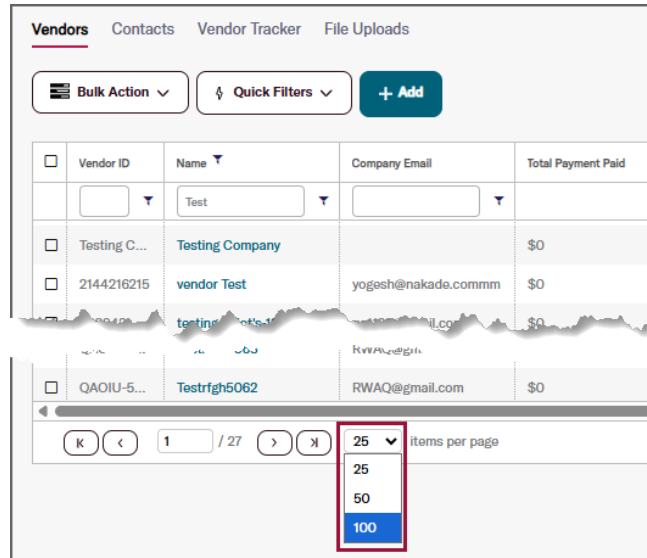 Vendors Contacts Vendor Tracker File Uploads
Bulk Action Quick Filters + Add
Vendor ID Name Company Email Total Payment Paid
Test
Testing C... Testing Company $0
2144216215 vendor Test yogesh@nakade.commm $0
$0
QAOIU-5... Testrfgh5062 RWAQ@gmail.com $0
1 / 27 25 items per page
25
50
100